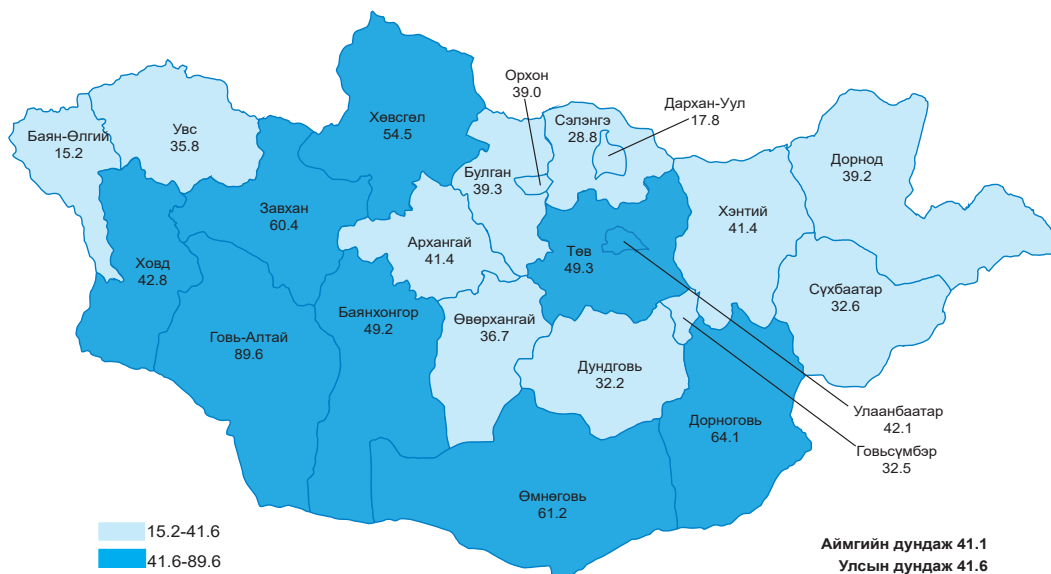 Орхон
39.0
Дархан-Уул
17.8
Хөвсгөл
54.5
Сэлэнгэ
28.8
Увс
35.8
Баян-Өлгий
15.2
Дорнод
39.2
Булган
39.3
Завхан
60.4
Хэнтий
41.4
Архангай
41.4
Төв
49.3
Ховд
42.8
Сүхбаатар
32.6
Баянхонгор
49.2
Өвөрхангай
36.7
Говь-Алтай
89.6
Дундговь
32.2
Улаанбаатар
42.1
Дорноговь
64.1
Говьсүмбэр
32.5
Өмнөговь
61.2
15.2-41.6
41.6-89.6
Аймгийн дундаж 41.1
Улсын дундаж 41.6